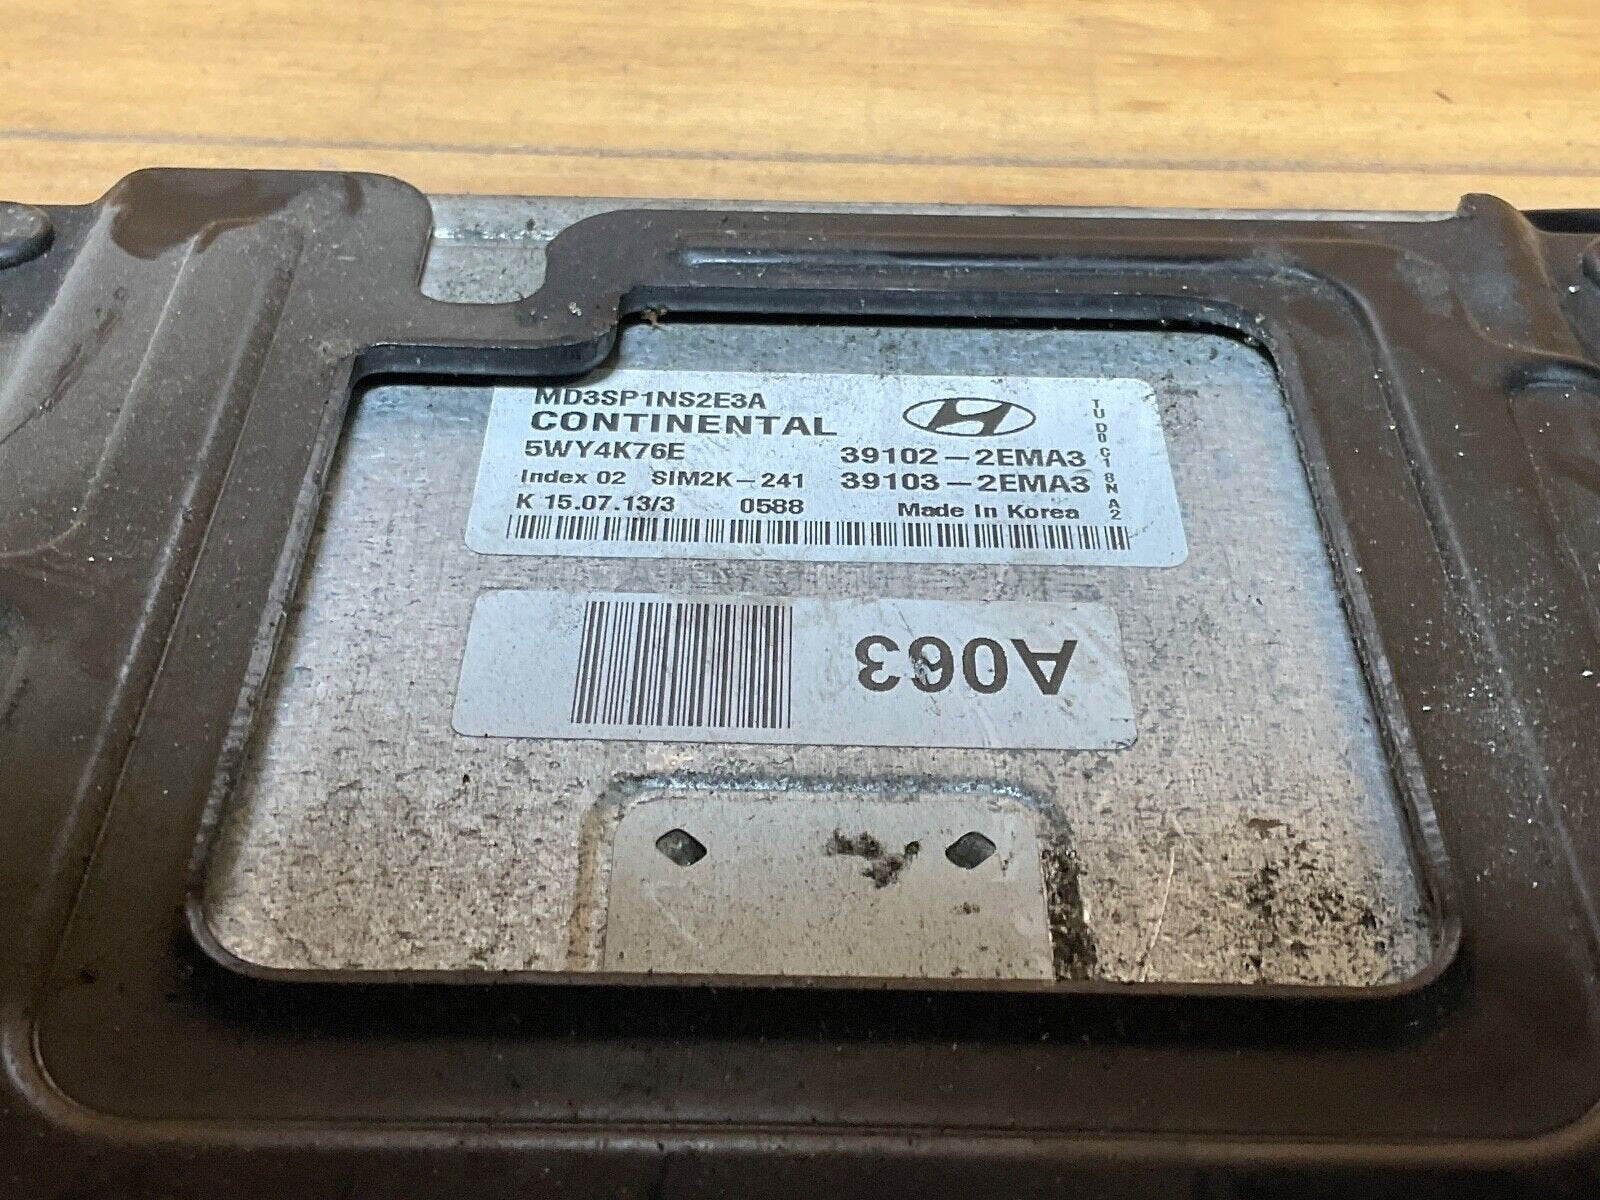 MD3SP1NS2E3A
CONTINENTAL
5WY4K76E 39102-2EMA3
Index 02 SIM2K-241 39103-2EMA3
K 15.07.13/3 0588 Made In Korea
TUD0C18NA2
A063